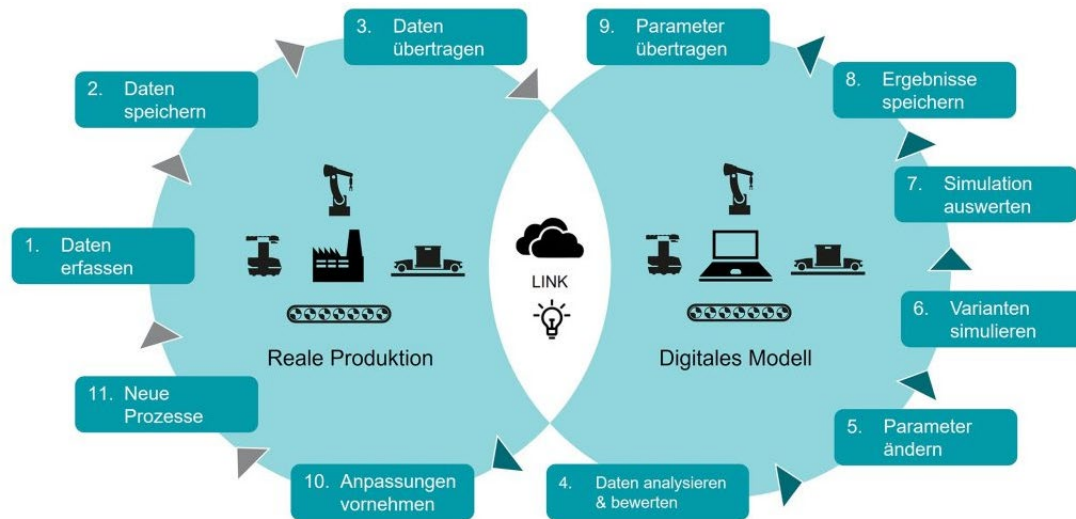 1. Daten
erfassen
2. Daten
speichern
3. Daten
übertragen
4. Daten analysieren
& bewerten
5. Parameter
ändern
6. Varianten
simulieren
7. Simulation
auswerten
8. Ergebnisse
speichern
9. Parameter
übertragen
10. Anpassungen
vornehmen
11. Neue
Prozesse
Reale Produktion
LINK
Digitales Modell